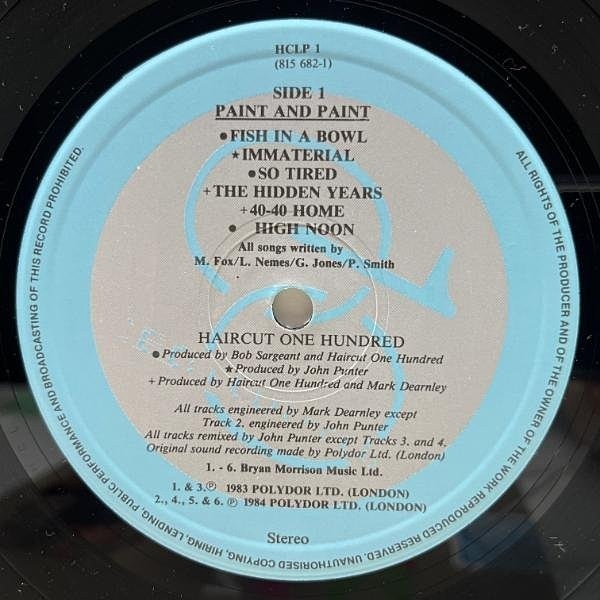 HCLP 1
(815 682-1)
SIDE 1
PAINT AND PAINT
●FISH IN A BOWL
★IMMATERIAL
●SO TIRED
+THE HIDDEN YEARS
+40-40 HOME
● HIGH NOON
All songs written by
M. Fox/L. Nemes/G. Jones/P. Smith
HAIRCUT ONE HUNDRED
●Produced by Bob Sargeant and Haircut One Hundred
★Produced by John Punter
+ Produced by Haircut One Hundred and Mark Dearnley
All tracks engineered by Mark Dearnley except
Track 2. engineered by John Punter
All tracks remixed by John Punter except Tracks 3. and 4.
Original sound recording made by Polydor Ltd. (London)
1. - 6. Bryan Morrison Music Ltd.
1. & 3.℗ 1983 POLYDOR LTD. (LONDON)
2., 4., 5. & 6. ℗ 1984 POLYDOR LTD. (LONDON)
Stereo
ALL RIGHTS OF THE PRODUCER AND OF THE OWNER OF THE WORK REPRODUCED RESERVED. UNAUTHORISED COPYING, HIRING, LENDING, PUBLIC PERFORMANCE AND BROADCASTING OF THIS RECORD PROHIBITED.